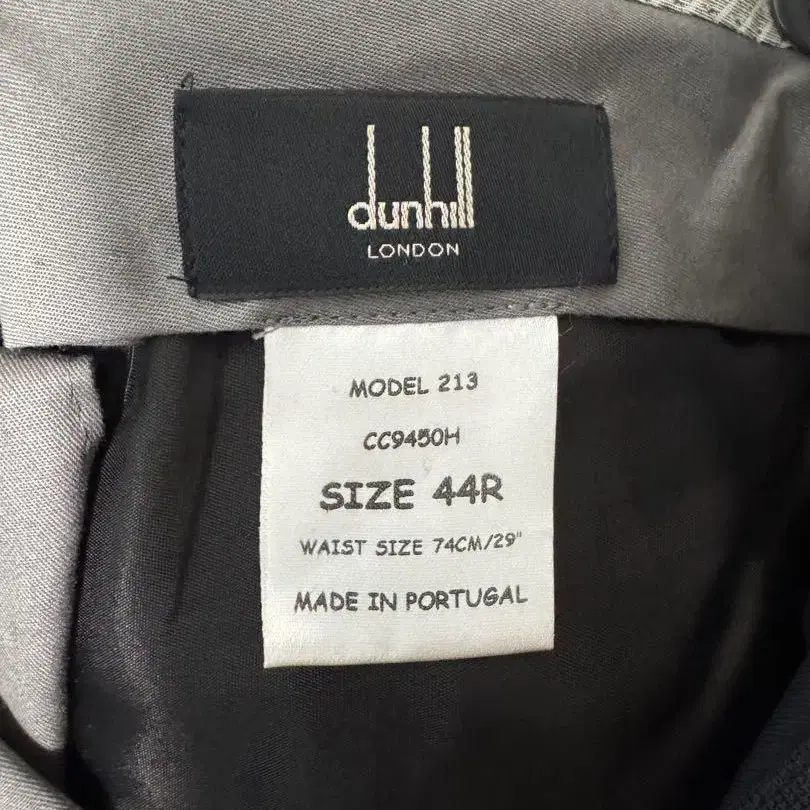 dunhill
LONDON
MODEL 213
CC9450H
SIZE 44R
WAIST SIZE 74CM/29"
MADE IN PORTUGAL